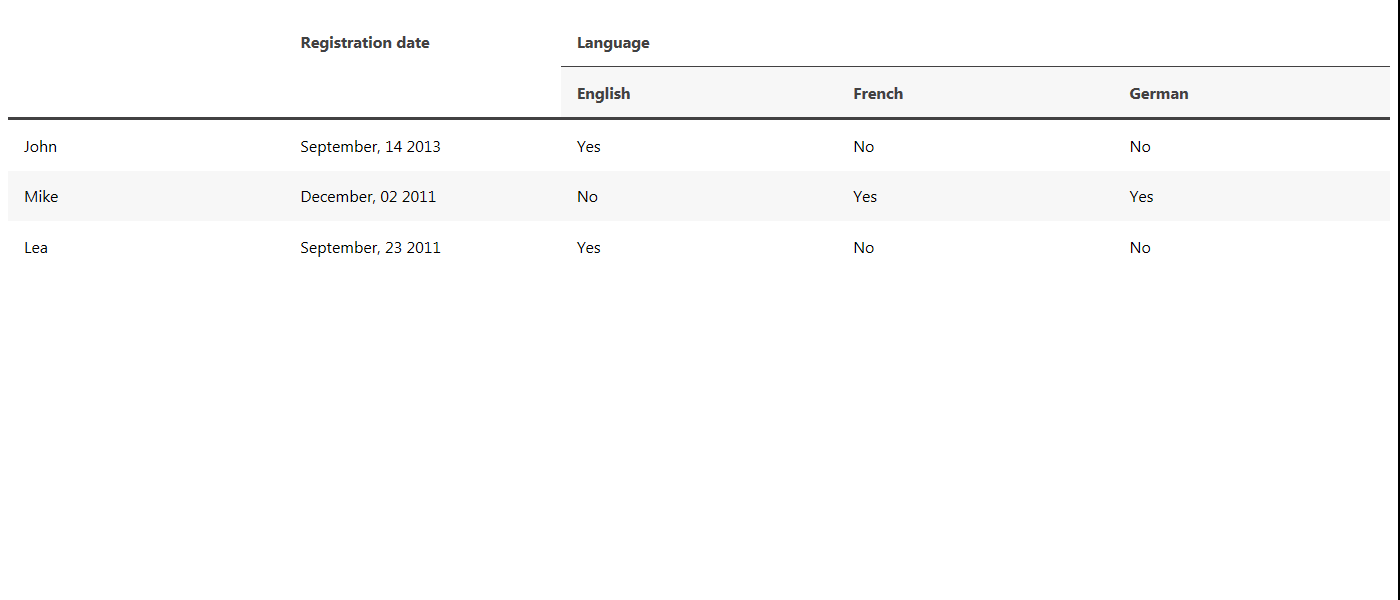 Registration date Language
English French German
John September, 14 2013 Yes No No
Mike December, 02 2011 No Yes Yes
Lea September, 23 2011 Yes No No